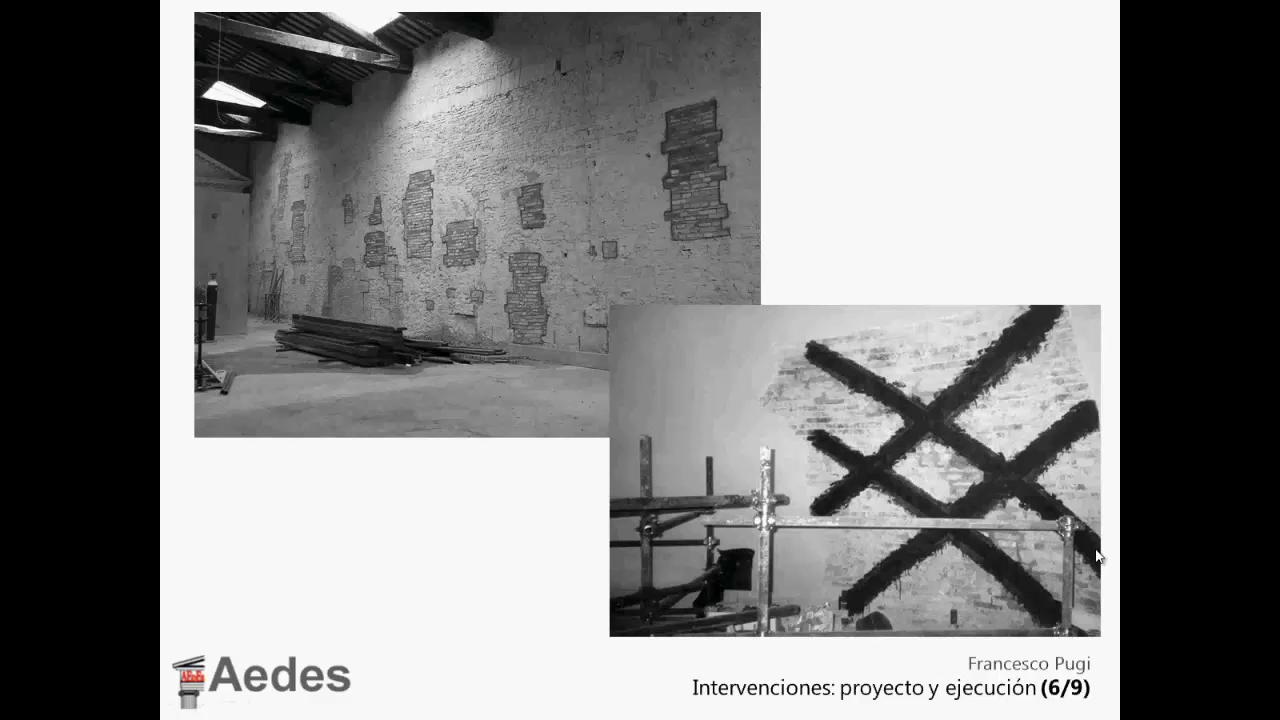 Aedes
Francesco Pugi
Intervenciones: proyecto y ejecución (6/9)